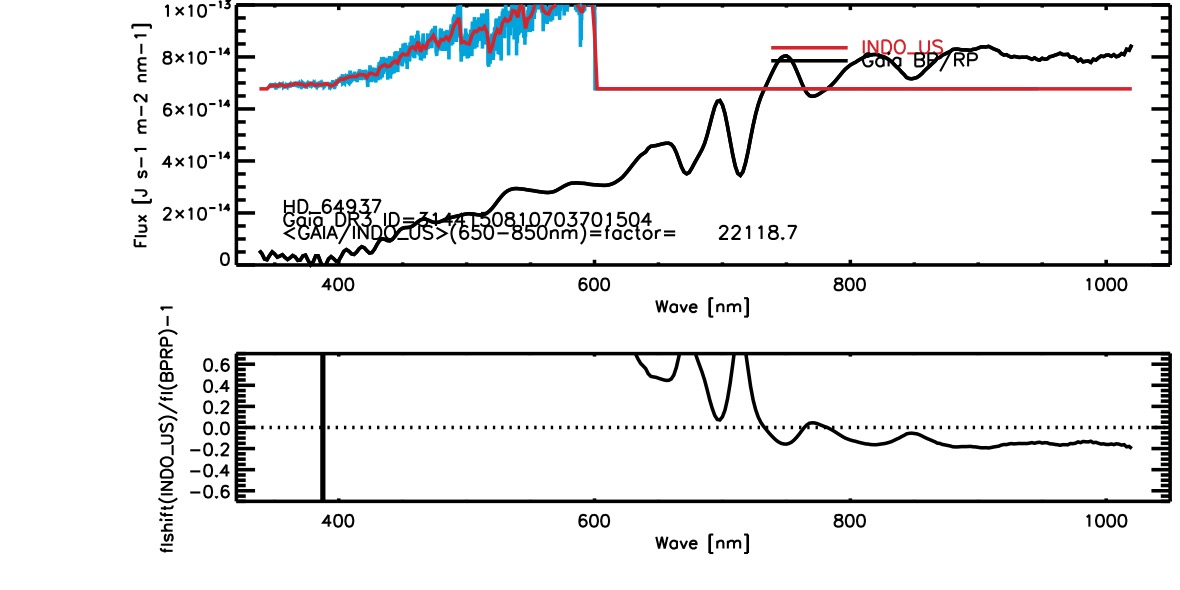 1×10−13
8×10−14
6×10−14
4×10−14
2×10−14
0
Flux [J s−1 m−2 nm−1]
INDO_US
Gaia BP/RP
HD_64937
<GAIA/INDO_US>(650−850nm)=factor= 22118.7
400 600 800 1000
Wave [nm]
0.6
0.4
0.2
0.0
−0.2
−0.4
−0.6
flshift(INDO_US)/fl(BPRP)−1
400 600 800 1000
Wave [nm]